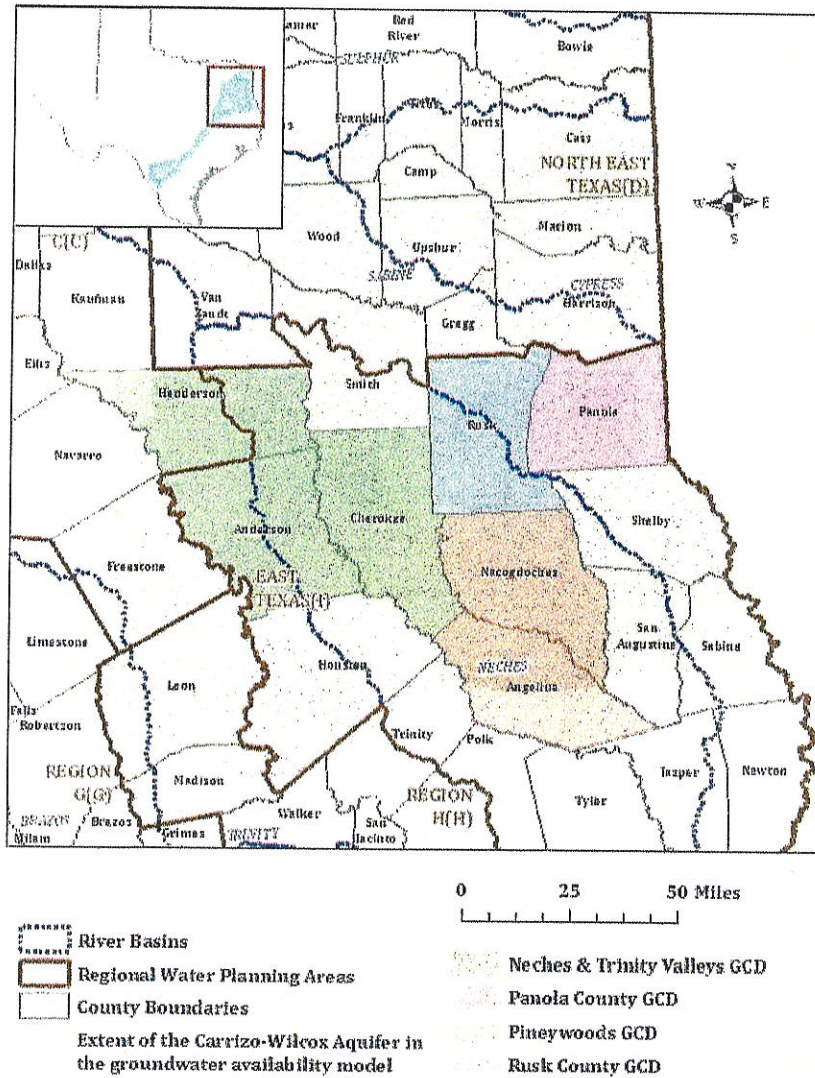 Red
River
Bowie
SULPHUR
Franklin
Morris
Cass
NORTH EAST
TEXAS(D)
Camp
N
W E
S
Wood
Upshur
Marion
C(C)
Dallas
SABINE
CYPRESS
Kaufman
Van
Zandt
Harrison
Gregg
Ellis
Smith
Henderson
Rusk
Panola
Navarro
Shelby
Cherokee
Anderson
Nacogdoches
Freestone
EAST
TEXAS(I)
San
Augustine
Sabine
Limestone
Houston
NECHES
Angelina
Leon
Falls
Robertson
Trinity
Polk
REGION
G(G)
Madison
REGION
H(H)
Jasper
Newton
Tyler
Walker
BRAZOS
Milam
Brazos
Grimes
TRINITY
San
Jacinto
0 25 50 Miles
River Basins
Regional Water Planning Areas
County Boundaries
Extent of the Carrizo-Wilcox Aquifer in
the groundwater availability model
Neches & Trinity Valleys GCD
Panola County GCD
Pineywoods GCD
Rusk County GCD